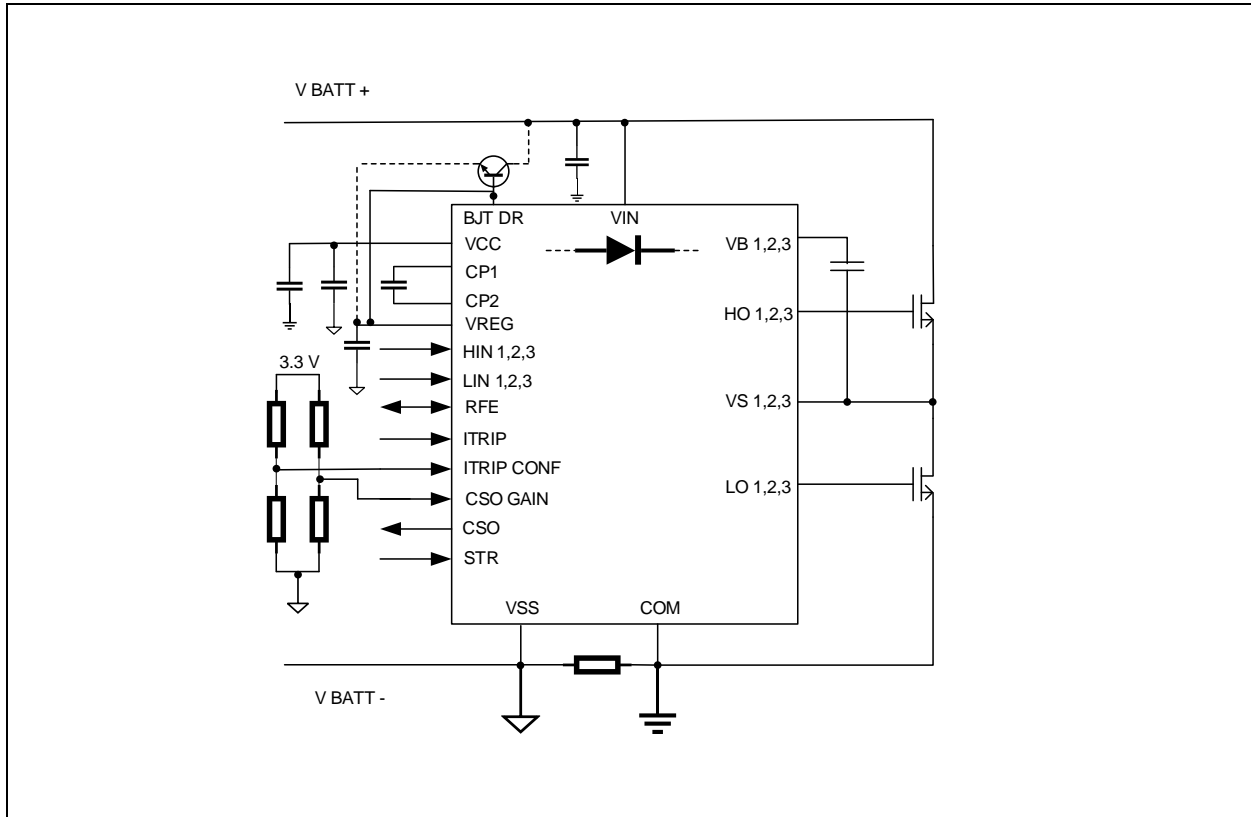 V BATT +
BJT DR
VIN
VCC
VB 1,2,3
CP1
CP2
HO 1,2,3
VREG
HIN 1,2,3
3.3 V
LIN 1,2,3
RFE
VS 1,2,3
ITRIP
ITRIP CONF
LO 1,2,3
CSO GAIN
CSO
STR
VSS
COM
V BATT -